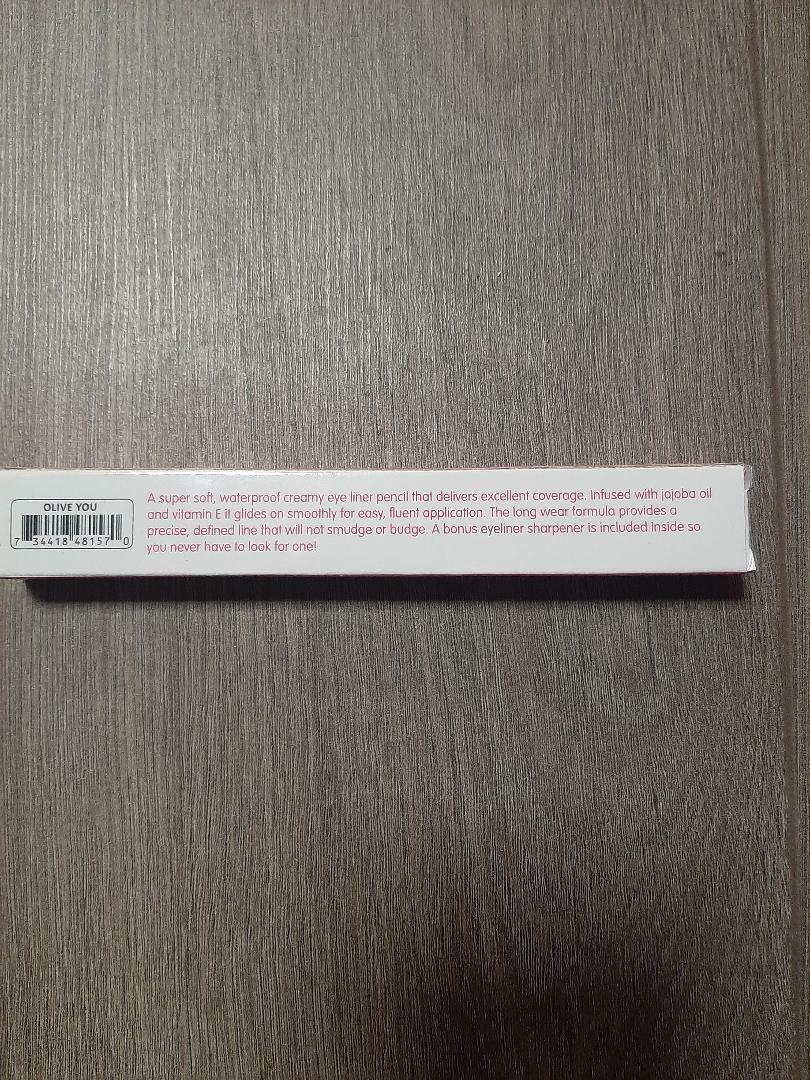 OLIVE YOU
7 34418 48157 0
A super soft, waterproof creamy eye liner pencil that delivers excellent coverage. Infused with jojoba oil
and vitamin E it glides on smoothly for easy, fluent application. The long wear formula provides a
precise, defined line that will not smudge or budge. A bonus eyeliner sharpener is included inside so
you never have to look for one!